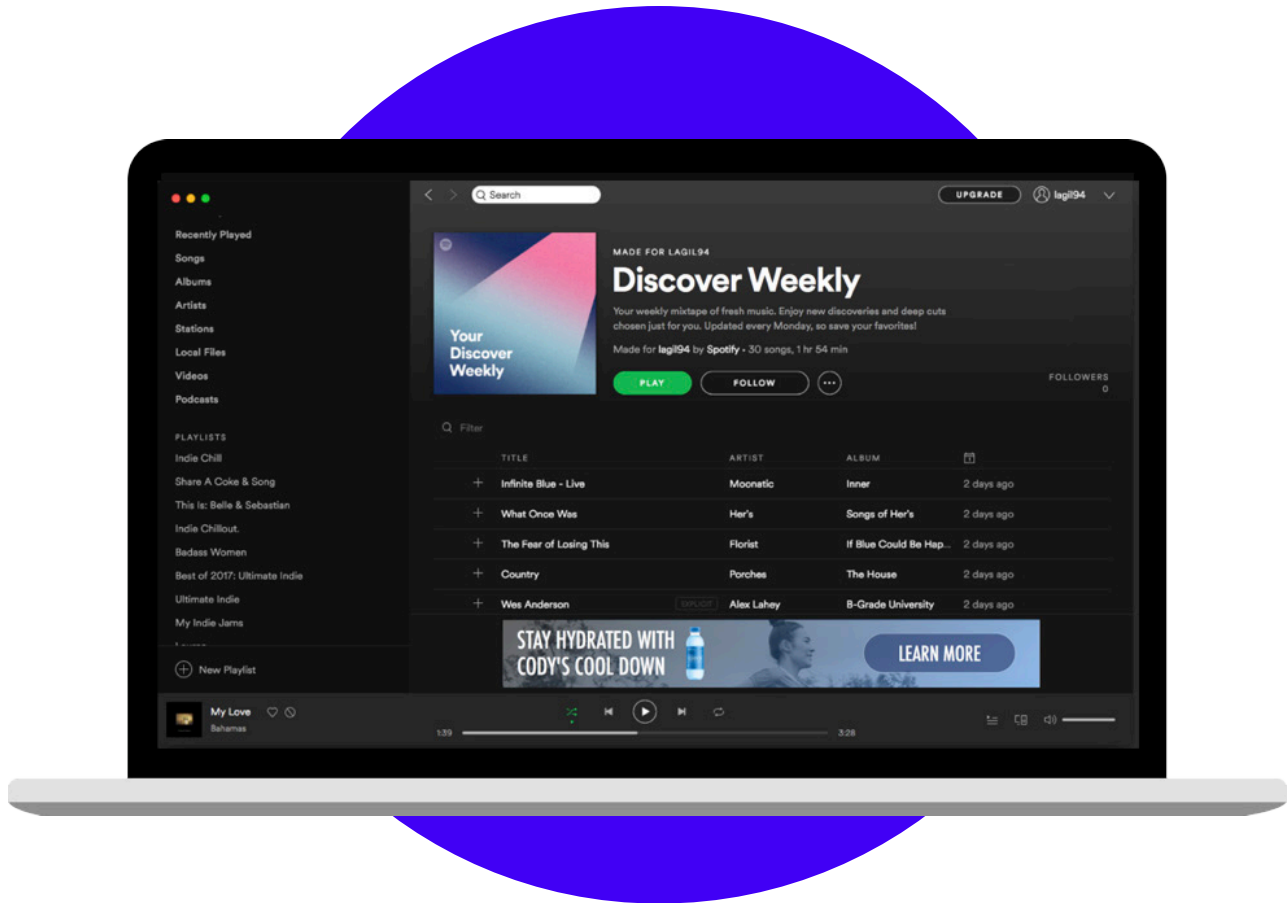 Search
UPGRADE
lagil94
Recently Played
Songs
Albums
Artists
Stations
Local Files
Videos
Podcasts
PLAYLISTS
Indie Chill
Share A Coke & Song
This Is: Belle & Sebastian
Indie Chillout.
Badass Women
Best of 2017: Ultimate Indie
Ultimate Indie
My Indie Jams
New Playlist
Your
Discover
Weekly
MADE FOR LAGIL94
Discover Weekly
Your weekly mixtape of fresh music. Enjoy new discoveries and deep cuts
chosen just for you. Updated every Monday, so save your favorites!
Made for lagil94 by Spotify • 30 songs, 1 hr 54 min
PLAY
FOLLOW
FOLLOWERS
0
Filter
TITLE ARTIST ALBUM
Infinite Blue - Live Moonatic Inner 2 days ago
What Once Was Her's Songs of Her's 2 days ago
The Fear of Losing This Florist If Blue Could Be Hap... 2 days ago
Country Porches The House 2 days ago
Wes Anderson EXPLICIT Alex Lahey B-Grade University 2 days ago
STAY HYDRATED WITH
CODY'S COOL DOWN
LEARN MORE
My Love
Bahamas
1:39
3:28